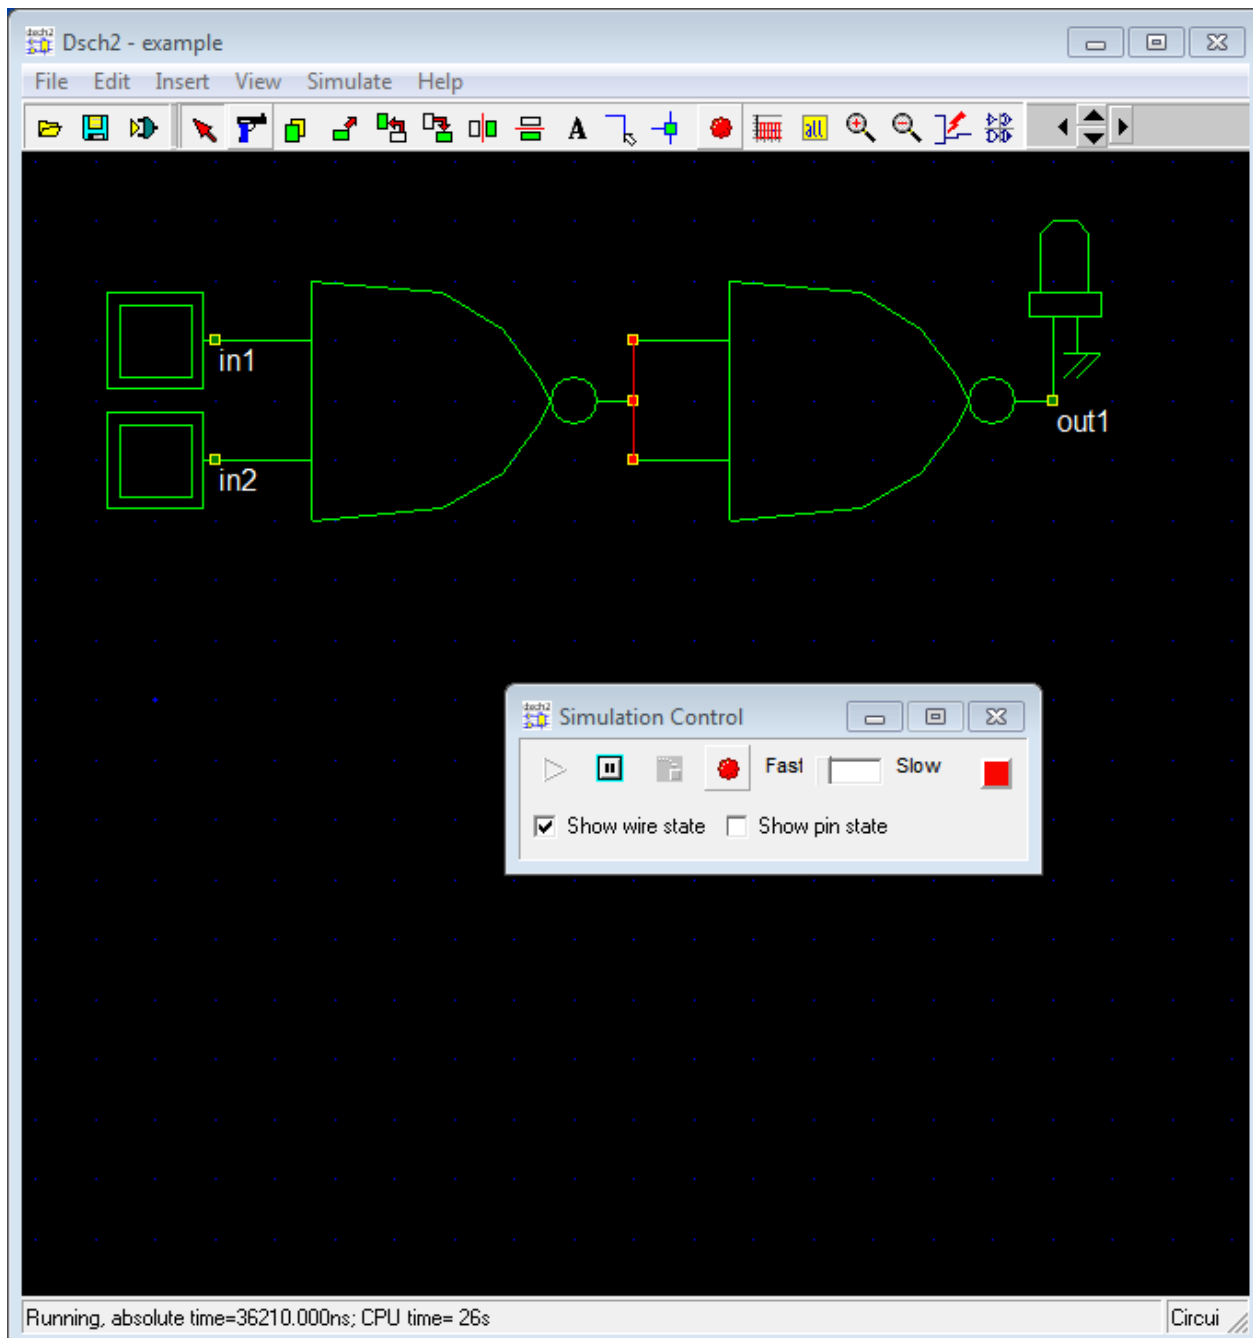 Dsch2 - example
File Edit Insert View Simulate Help
A all
in1
in2
out1
Simulation Control
Fast Slow
Show wire state Show pin state
Running, absolute time=36210.000ns; CPU time= 26s Circui